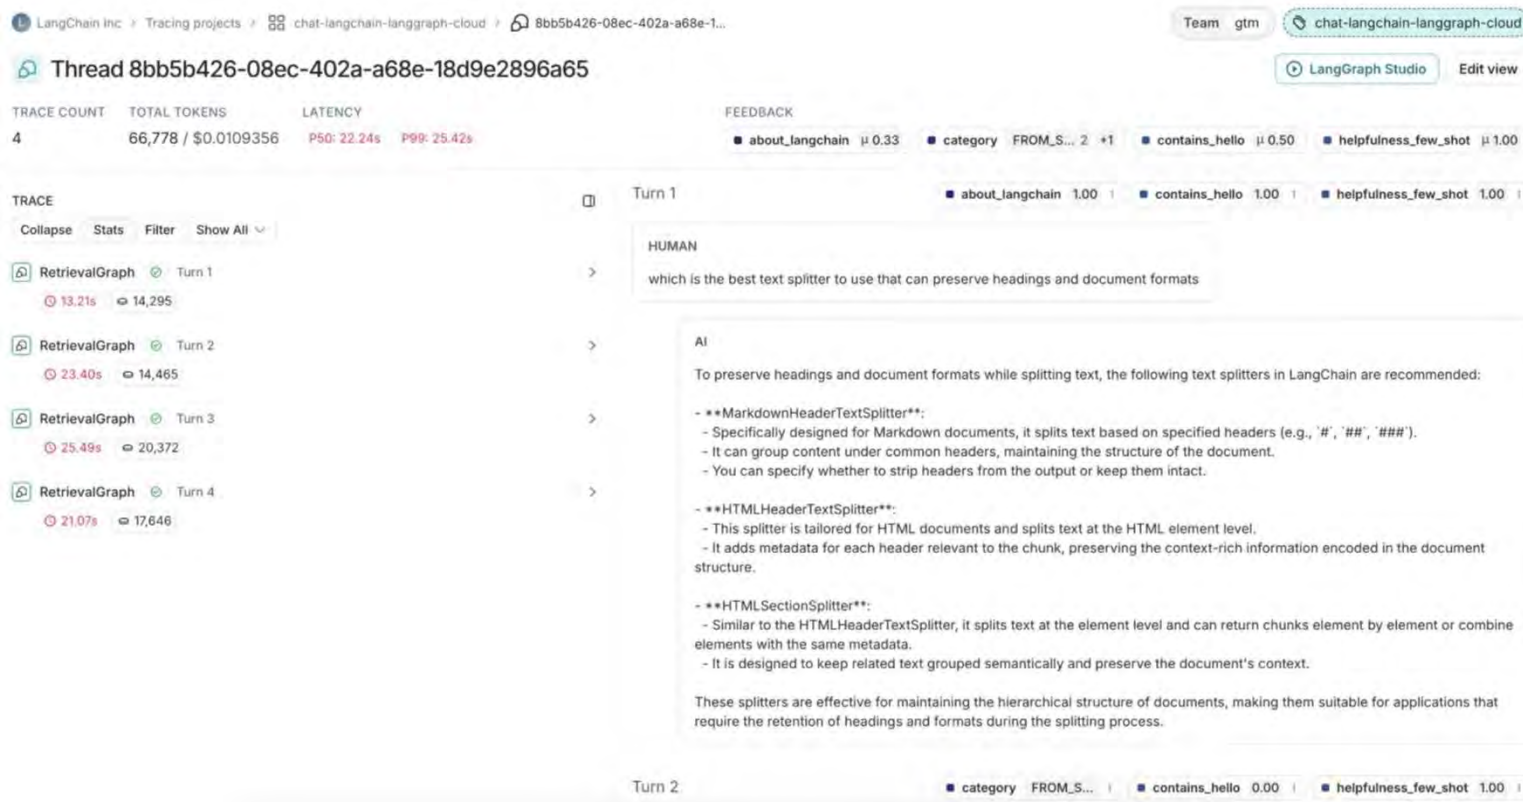 LangChain Inc > Tracing projects > chat-langchain-langgraph-cloud > 8bb5b426-08ec-402a-a68e-1...
Team gtm
chat-langchain-langgraph-cloud
Thread 8bb5b426-08ec-402a-a68e-18d9e2896a65
LangGraph Studio
Edit view
TRACE COUNT TOTAL TOKENS LATENCY FEEDBACK
4 66,778 / $0.0109356 P50: 22.24s P99: 25.42s about_langchain μ 0.33 category FROM_S... 2 +1 contains_hello μ 0.50 helpfulness_few_shot μ 1.00
TRACE
Collapse Stats Filter Show All
RetrievalGraph Turn 1
13.21s 14,295
RetrievalGraph Turn 2
23.40s 14,465
RetrievalGraph Turn 3
25.49s 20,372
RetrievalGraph Turn 4
21.07s 17,646
Turn 1 about_langchain 1.00 contains_hello 1.00 helpfulness_few_shot 1.00
HUMAN
which is the best text splitter to use that can preserve headings and document formats
AI
To preserve headings and document formats while splitting text, the following text splitters in LangChain are recommended:
- **MarkdownHeaderTextSplitter**:
- Specifically designed for Markdown documents, it splits text based on specified headers (e.g., `#`, `##`, `###`).
- It can group content under common headers, maintaining the structure of the document.
- You can specify whether to strip headers from the output or keep them intact.
- **HTMLHeaderTextSplitter**:
- This splitter is tailored for HTML documents and splits text at the HTML element level.
- It adds metadata for each header relevant to the chunk, preserving the context-rich information encoded in the document
structure.
- **HTMLSectionSplitter**:
- Similar to the HTMLHeaderTextSplitter, it splits text at the element level and can return chunks element by element or combine
elements with the same metadata.
- It is designed to keep related text grouped semantically and preserve the document's context.
These splitters are effective for maintaining the hierarchical structure of documents, making them suitable for applications that
require the retention of headings and formats during the splitting process.
Turn 2 category FROM_S... contains_hello 0.00 helpfulness_few_shot 1.00